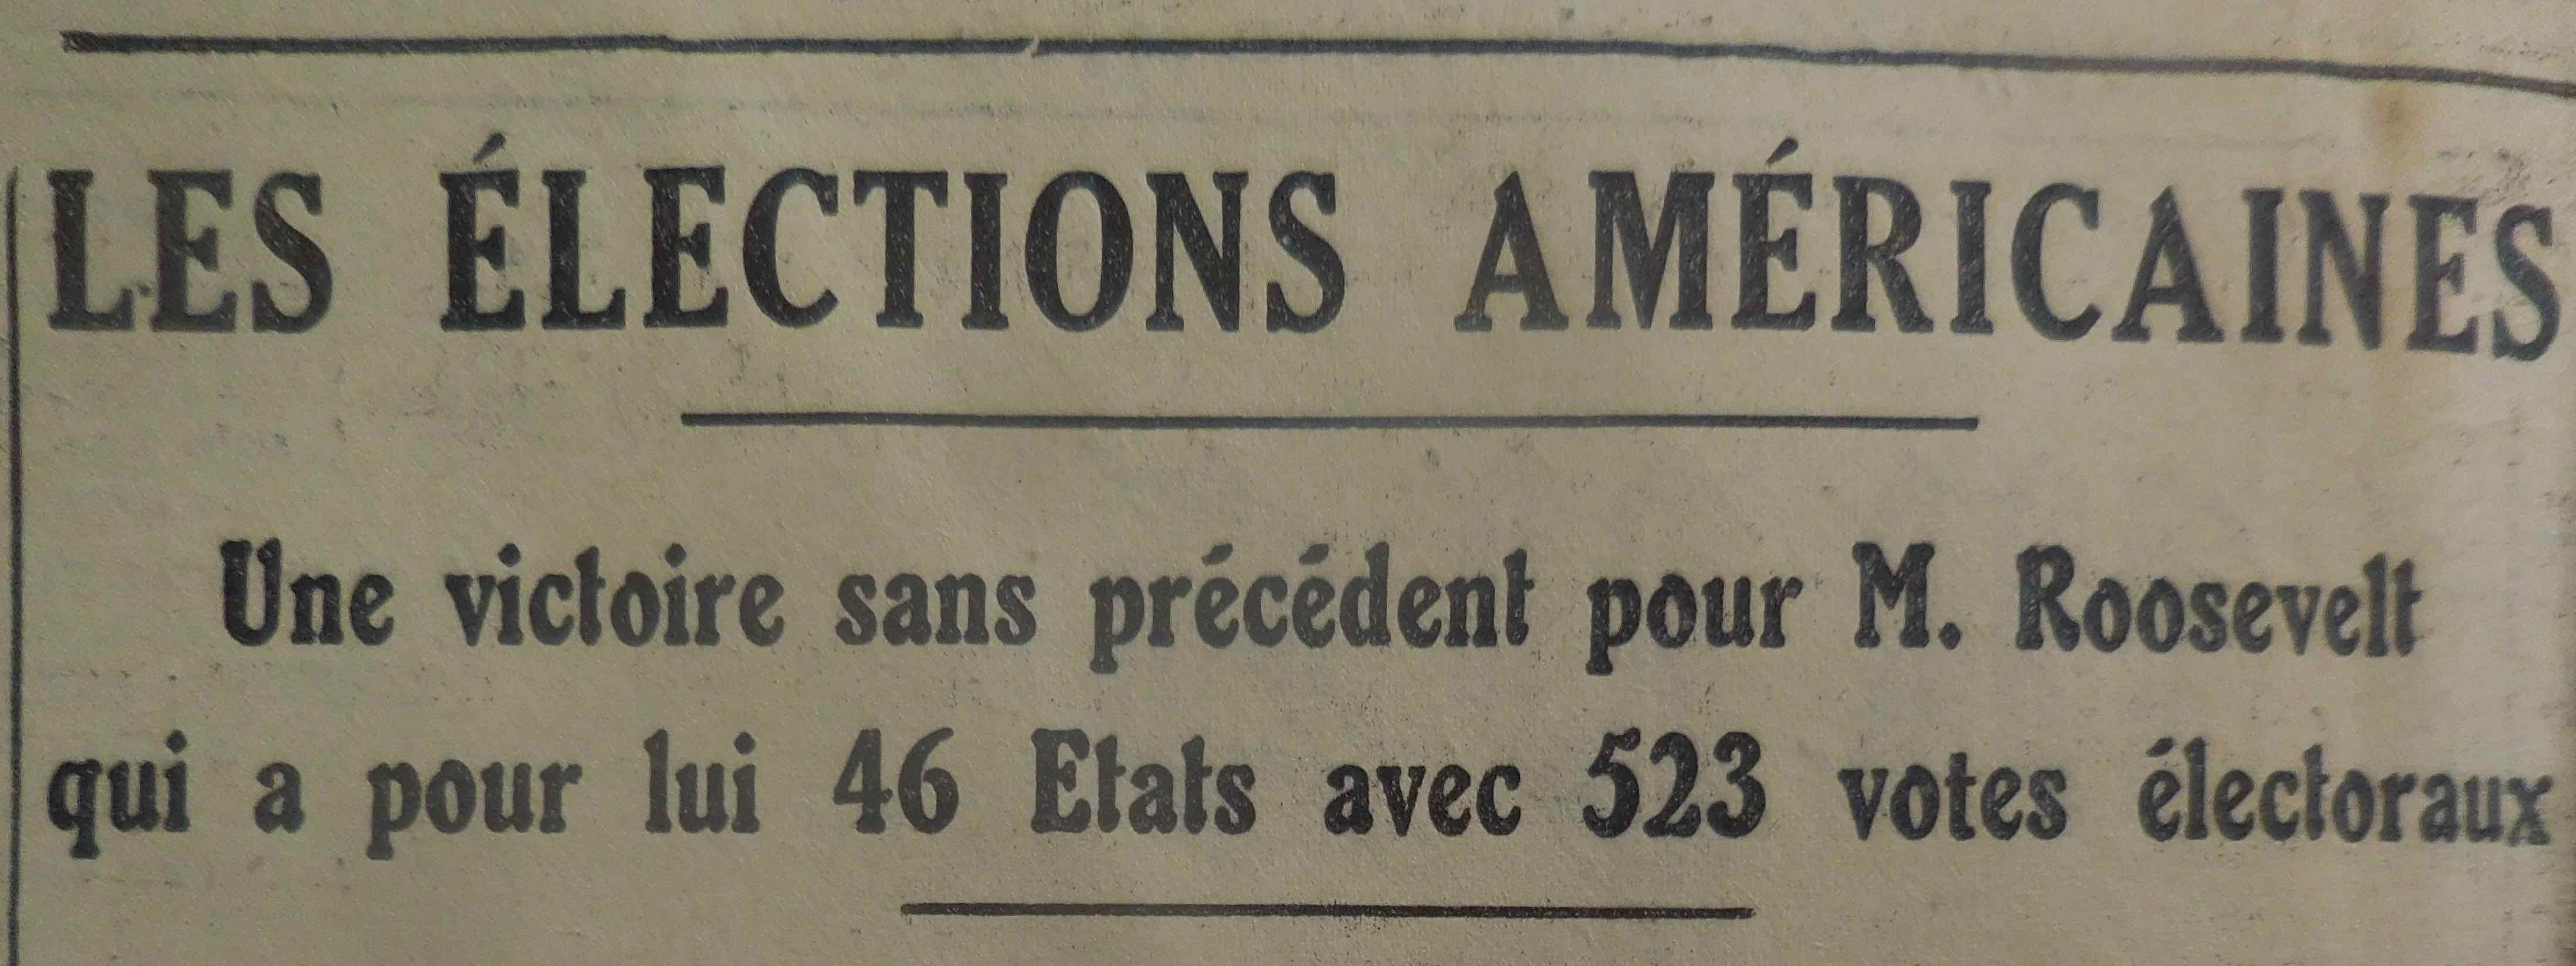 LES ÉLECTIONS AMÉRICAINES
Une victoire sans précédent pour M. Roosevelt
qui a pour lui 46 Etats avec 523 votes électoraux